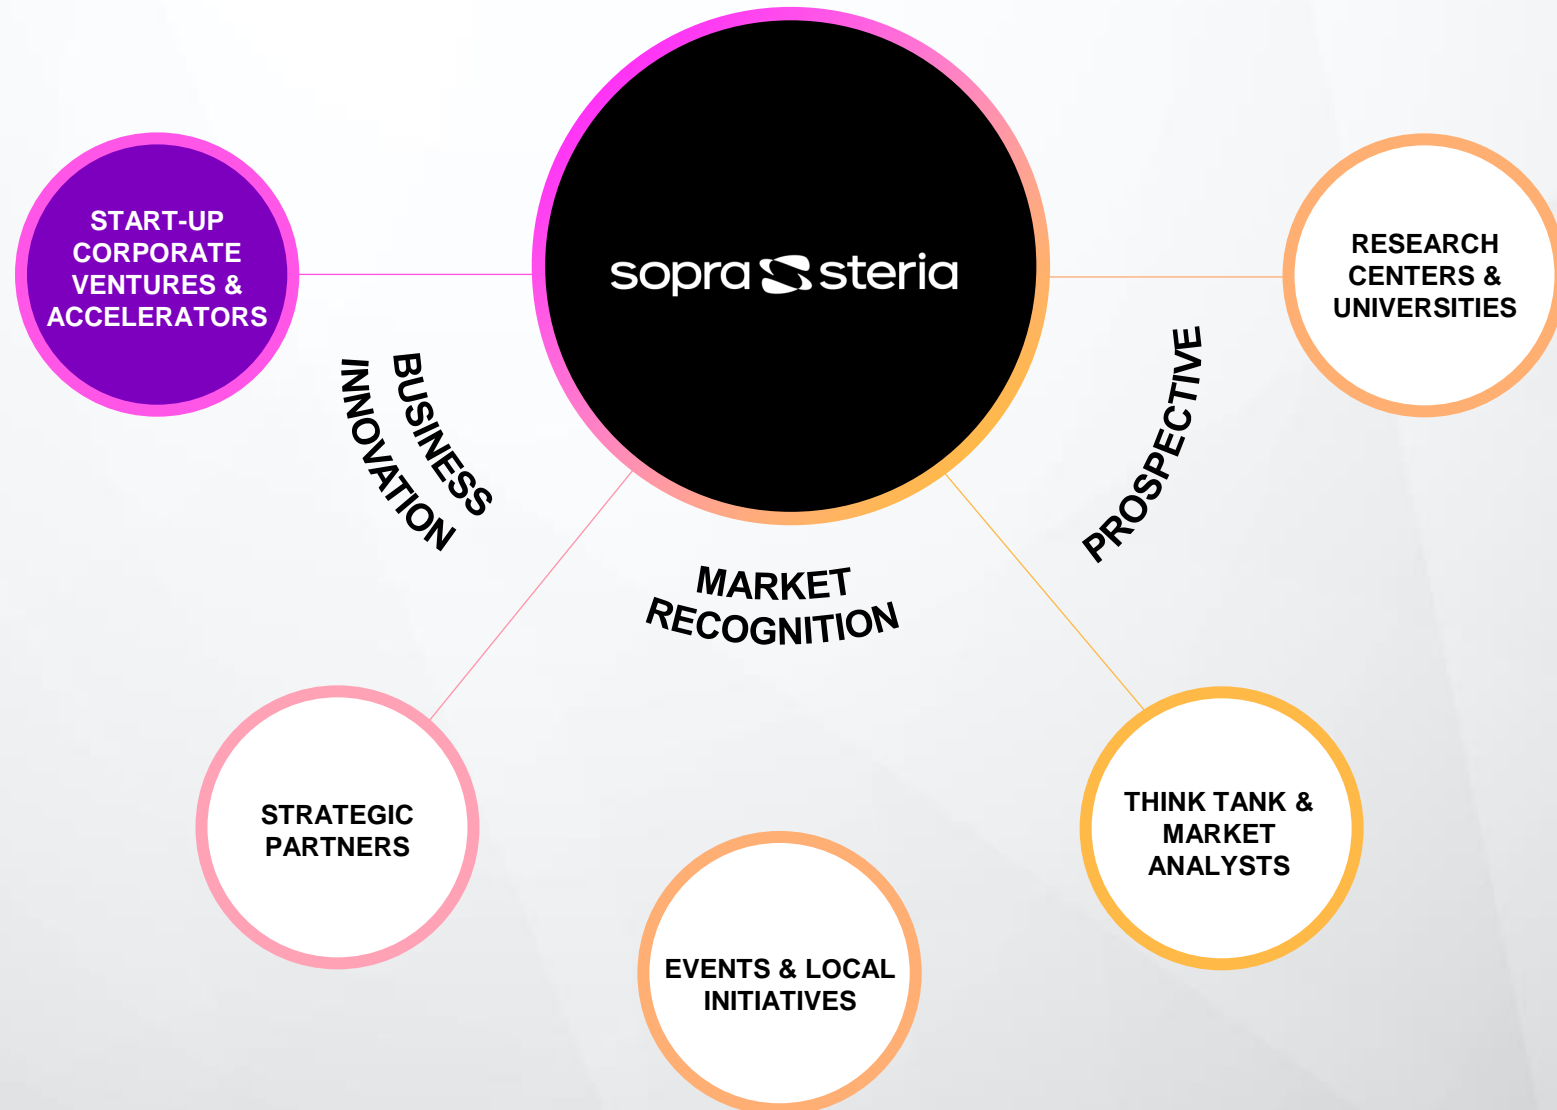 sopra steria
START-UP
CORPORATE
VENTURES &
ACCELERATORS
RESEARCH
CENTERS &
UNIVERSITIES
BUSINESS
INNOVATION
PROSPECTIVE
MARKET
RECOGNITION
STRATEGIC
PARTNERS
THINK TANK &
MARKET
ANALYSTS
EVENTS & LOCAL
INITIATIVES